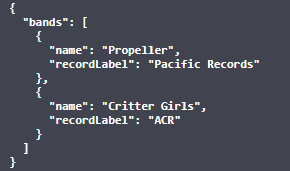 {
  "bands": [
    {
      "name": "Propeller",
      "recordLabel": "Pacific Records"
    },
    {
      "name": "Critter Girls",
      "recordLabel": "ACR"
    }
  ]
}